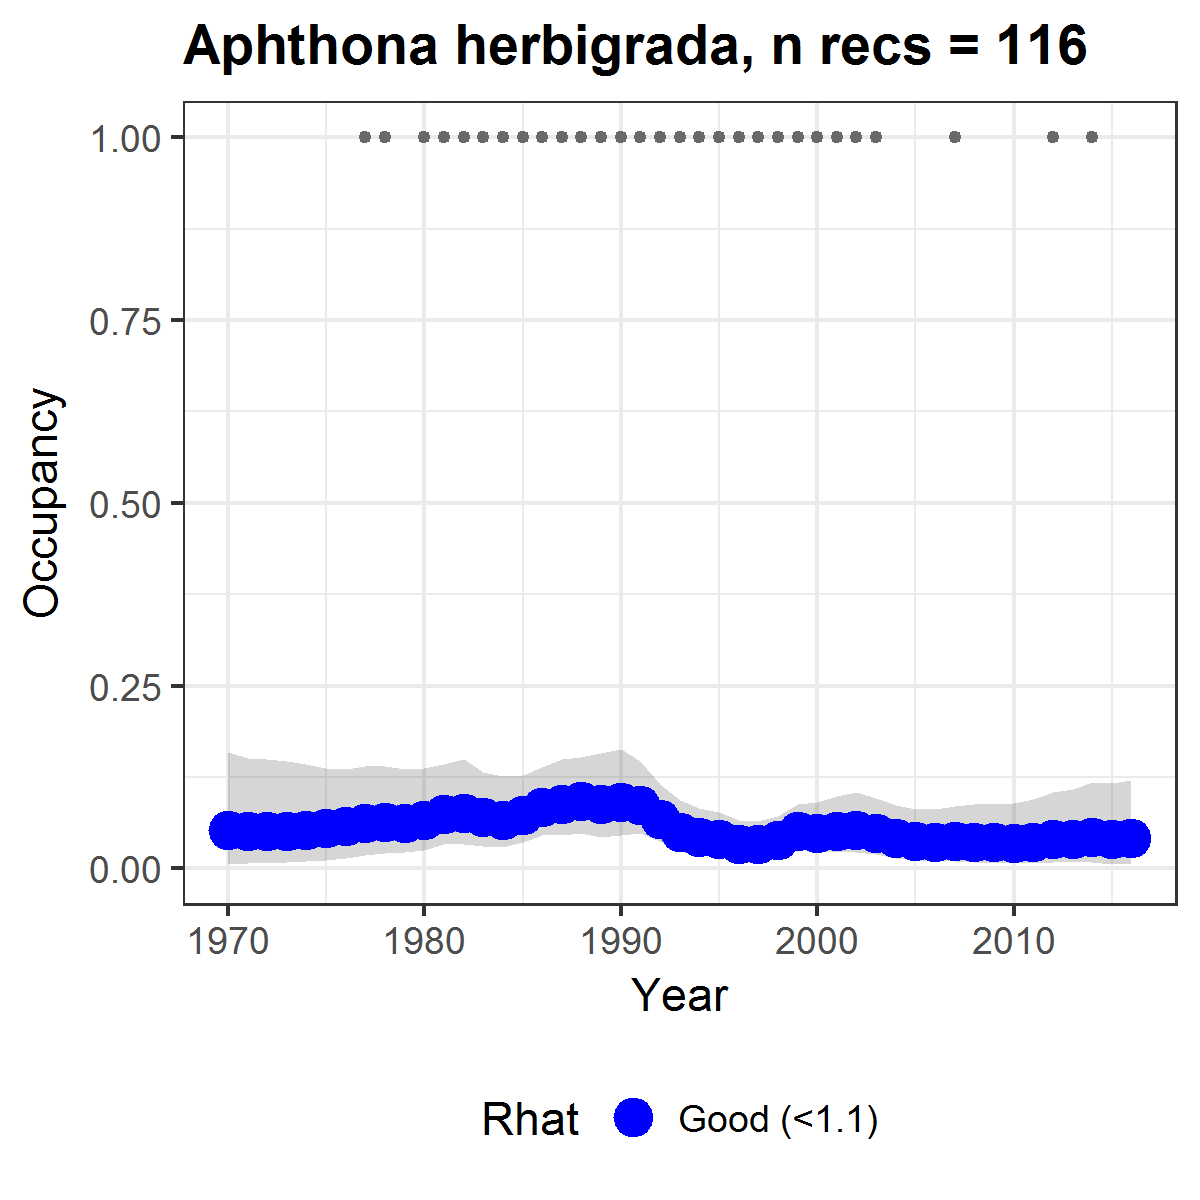 Aphthona herbigrada, n recs = 116
1.00
0.75
0.50
0.25
0.00
Occupancy
1970 1980 1990 2000 2010
Year
Rhat Good (<1.1)